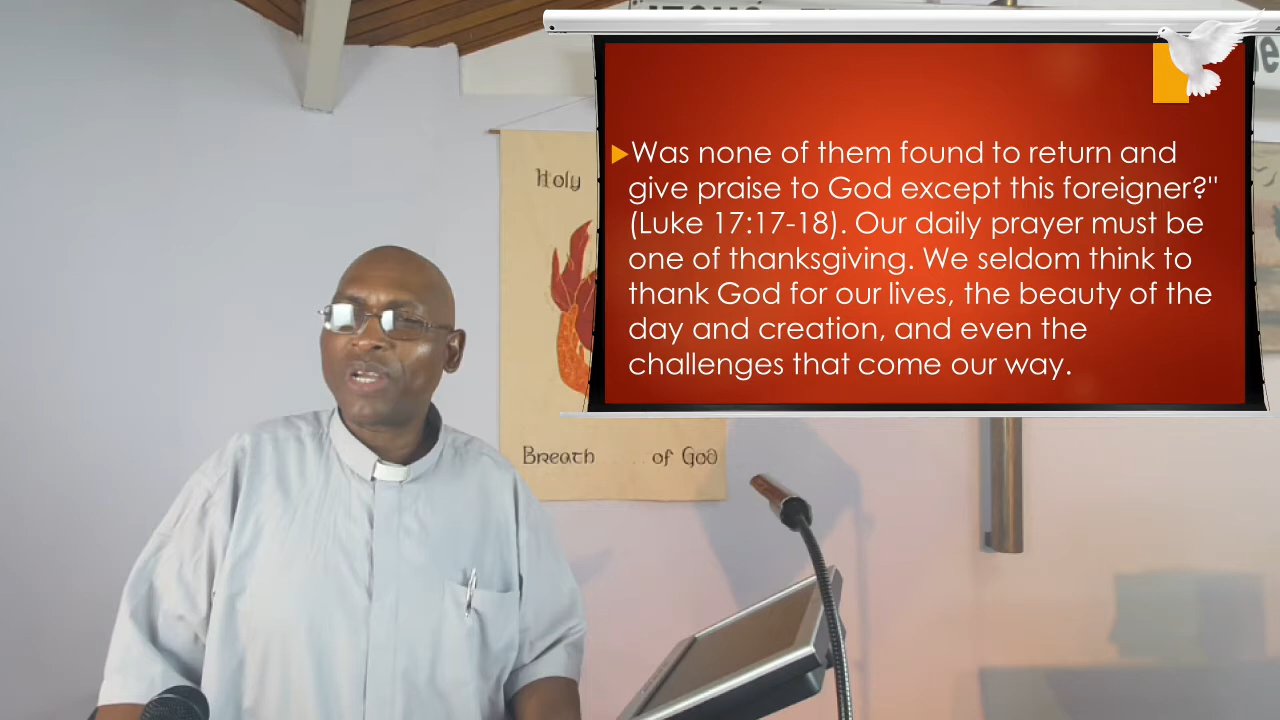 Was none of them found to return and
give praise to God except this foreigner?"
(Luke 17:17-18). Our daily prayer must be
one of thanksgiving. We seldom think to
thank God for our lives, the beauty of the
day and creation, and even the
challenges that come our way.
Holy
Breath of God